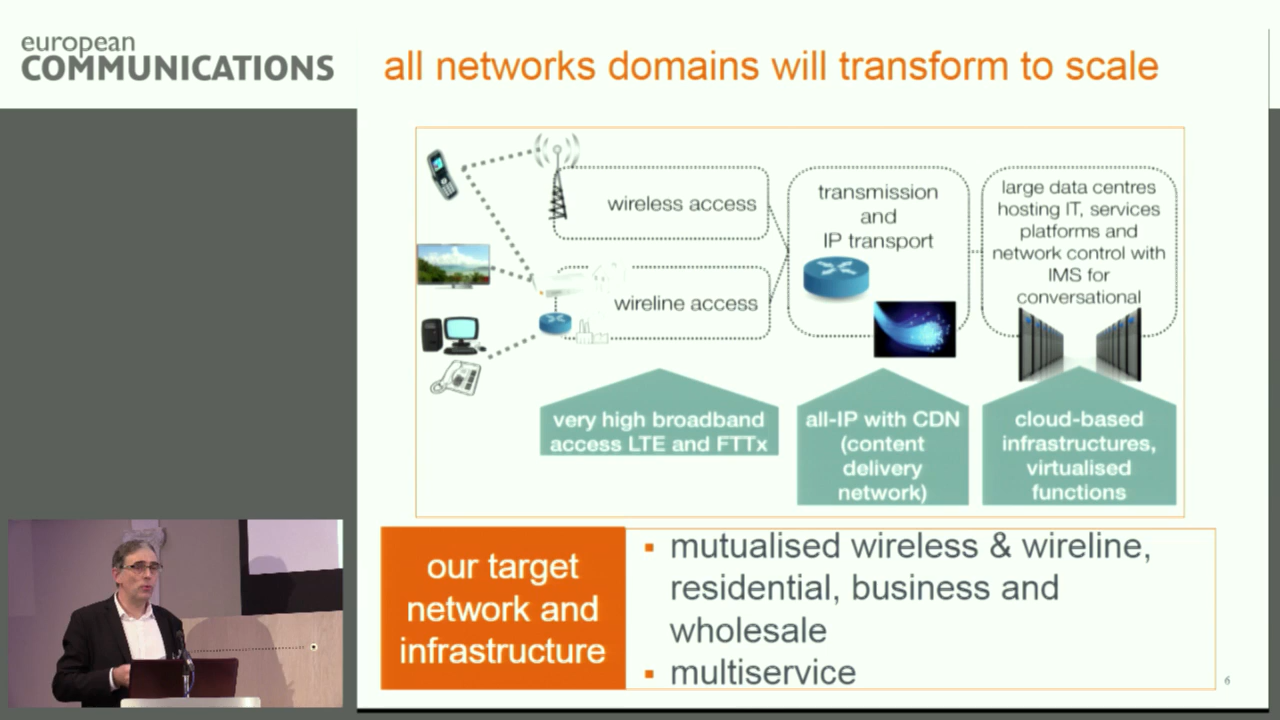 european
COMMUNICATIONS
all networks domains will transform to scale
wireless access
wireline access
transmission
and
IP transport
large data centres
hosting IT, services
platforms and
network control with
IMS for
conversational
very high broadband
access LTE and FTTx
all-IP with CDN
(content
delivery
network)
cloud-based
infrastructures,
virtualised
functions
our target
network and
infrastructure
▪ mutualised wireless & wireline,
residential, business and
wholesale
▪ multiservice
6